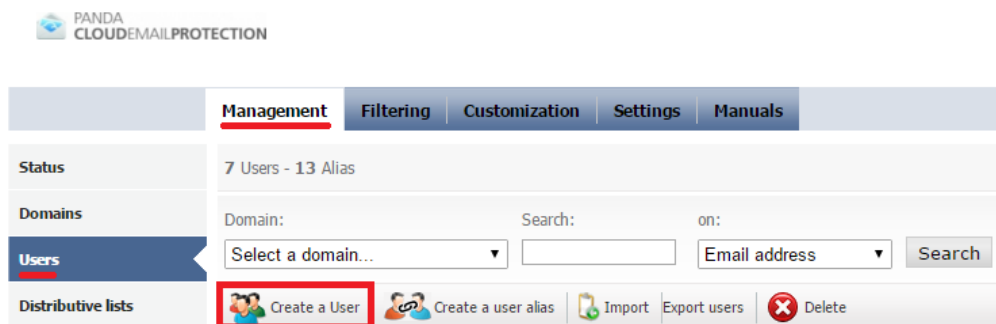 PANDA
CLOUDEMAILPROTECTION
Management Filtering Customization Settings Manuals
Status
7 Users - 13 Alias
Domains
Domain: Search: on:
Users
Select a domain... Email address Search
Distributive lists
Create a User Create a user alias Import Export users Delete